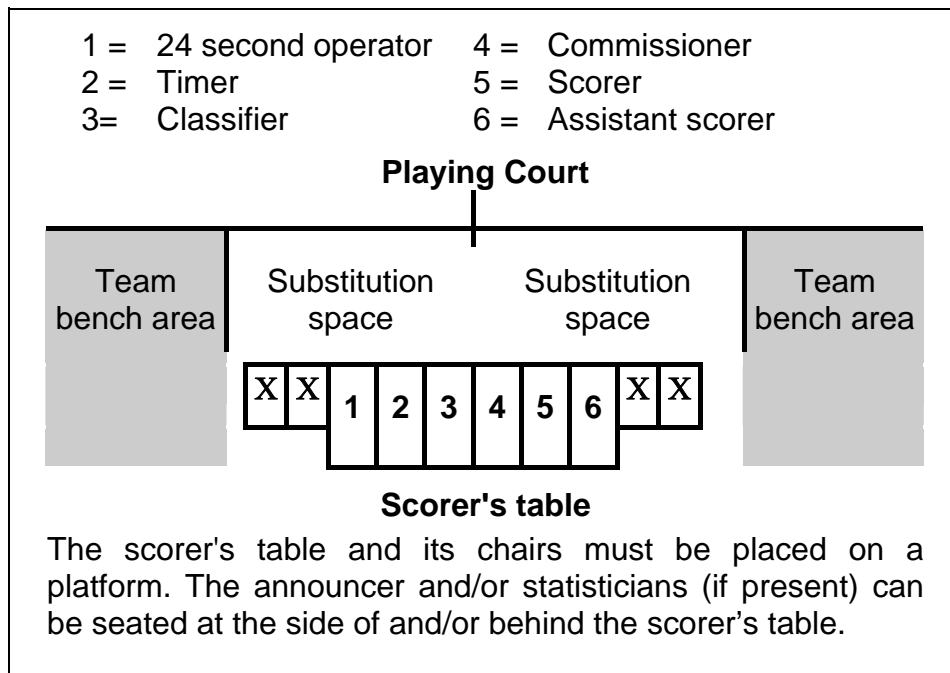 1 = 24 second operator 4 = Commissioner
2 = Timer 5 = Scorer
3= Classifier 6 = Assistant scorer
Playing Court
Team Substitution Substitution Team
bench area space space bench area
X X 1 2 3 4 5 6 X X
Scorer's table
The scorer's table and its chairs must be placed on a
platform. The announcer and/or statisticians (if present) can
be seated at the side of and/or behind the scorer’s table.